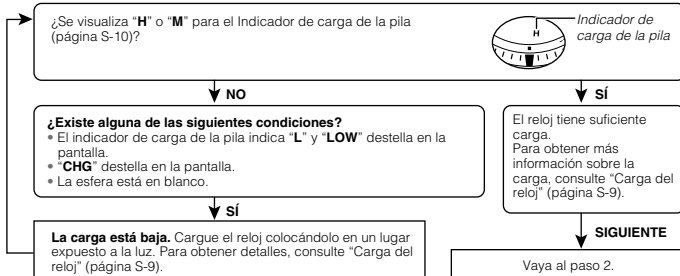 ¿Se visualiza “H” o “M” para el Indicador de carga de la pila
(página S-10)?
H
Indicador de
carga de la pila
NO
SÍ
¿Existe alguna de las siguientes condiciones?
• El indicador de carga de la pila indica “L” y “LOW” destella en la
pantalla.
• “CHG” destella en la pantalla.
• La esfera está en blanco.
El reloj tiene suficiente
carga.
Para obtener más
información sobre la
carga, consulte “Carga del
reloj” (página S-9).
SÍ
SIGUIENTE
La carga está baja. Cargue el reloj colocándolo en un lugar
expuesto a la luz. Para obtener detalles, consulte “Carga del
reloj” (página S-9).
Vaya al paso 2.